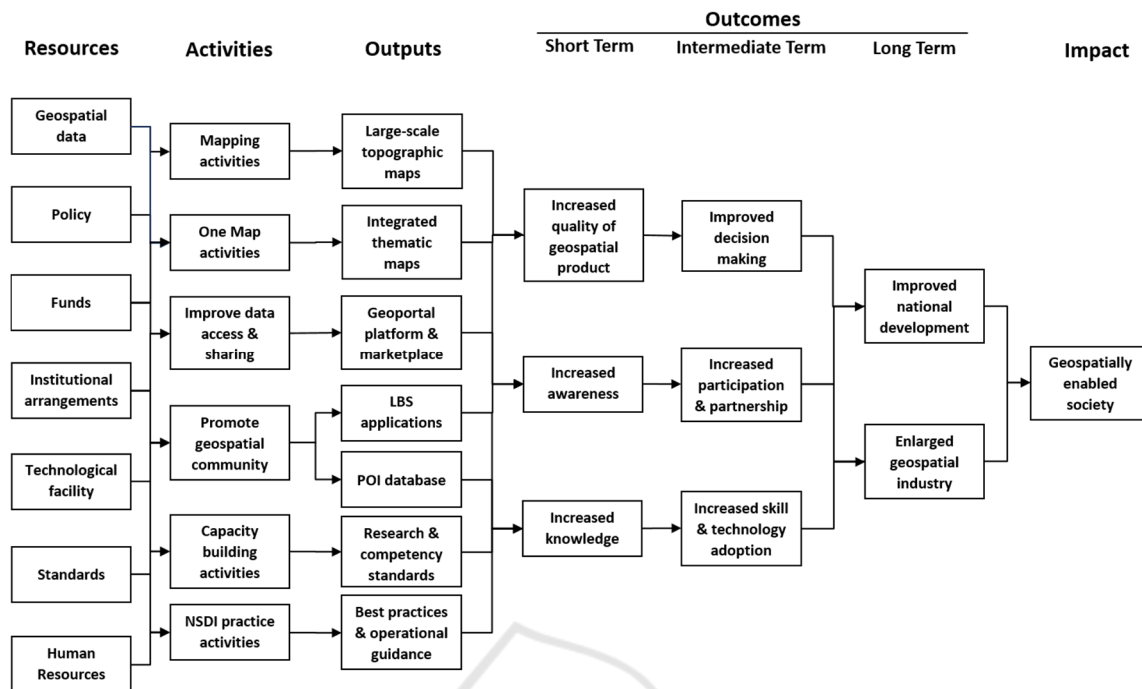 Outcomes
Resources
Activities
Outputs
Short Term
Intermediate Term
Long Term
Impact
Geospatial
data
Policy
Funds
Institutional
arrangements
Technological
facility
Standards
Human
Resources
Mapping
activities
One Map
activities
Improve data
access &
sharing
Promote
geospatial
community
Capacity
building
activities
NSDI practice
activities
Large-scale
topographic
maps
Integrated
thematic
maps
Geoportal
platform &
marketplace
LBS
applications
POI database
Research &
competency
standards
Best practices
& operational
guidance
Increased
quality of
geospatial
product
Increased
awareness
Increased
knowledge
Improved
decision
making
Increased
participation
& partnership
Increased skill
& technology
adoption
Improved
national
development
Enlarged
geospatial
industry
Geospatially
enabled
society